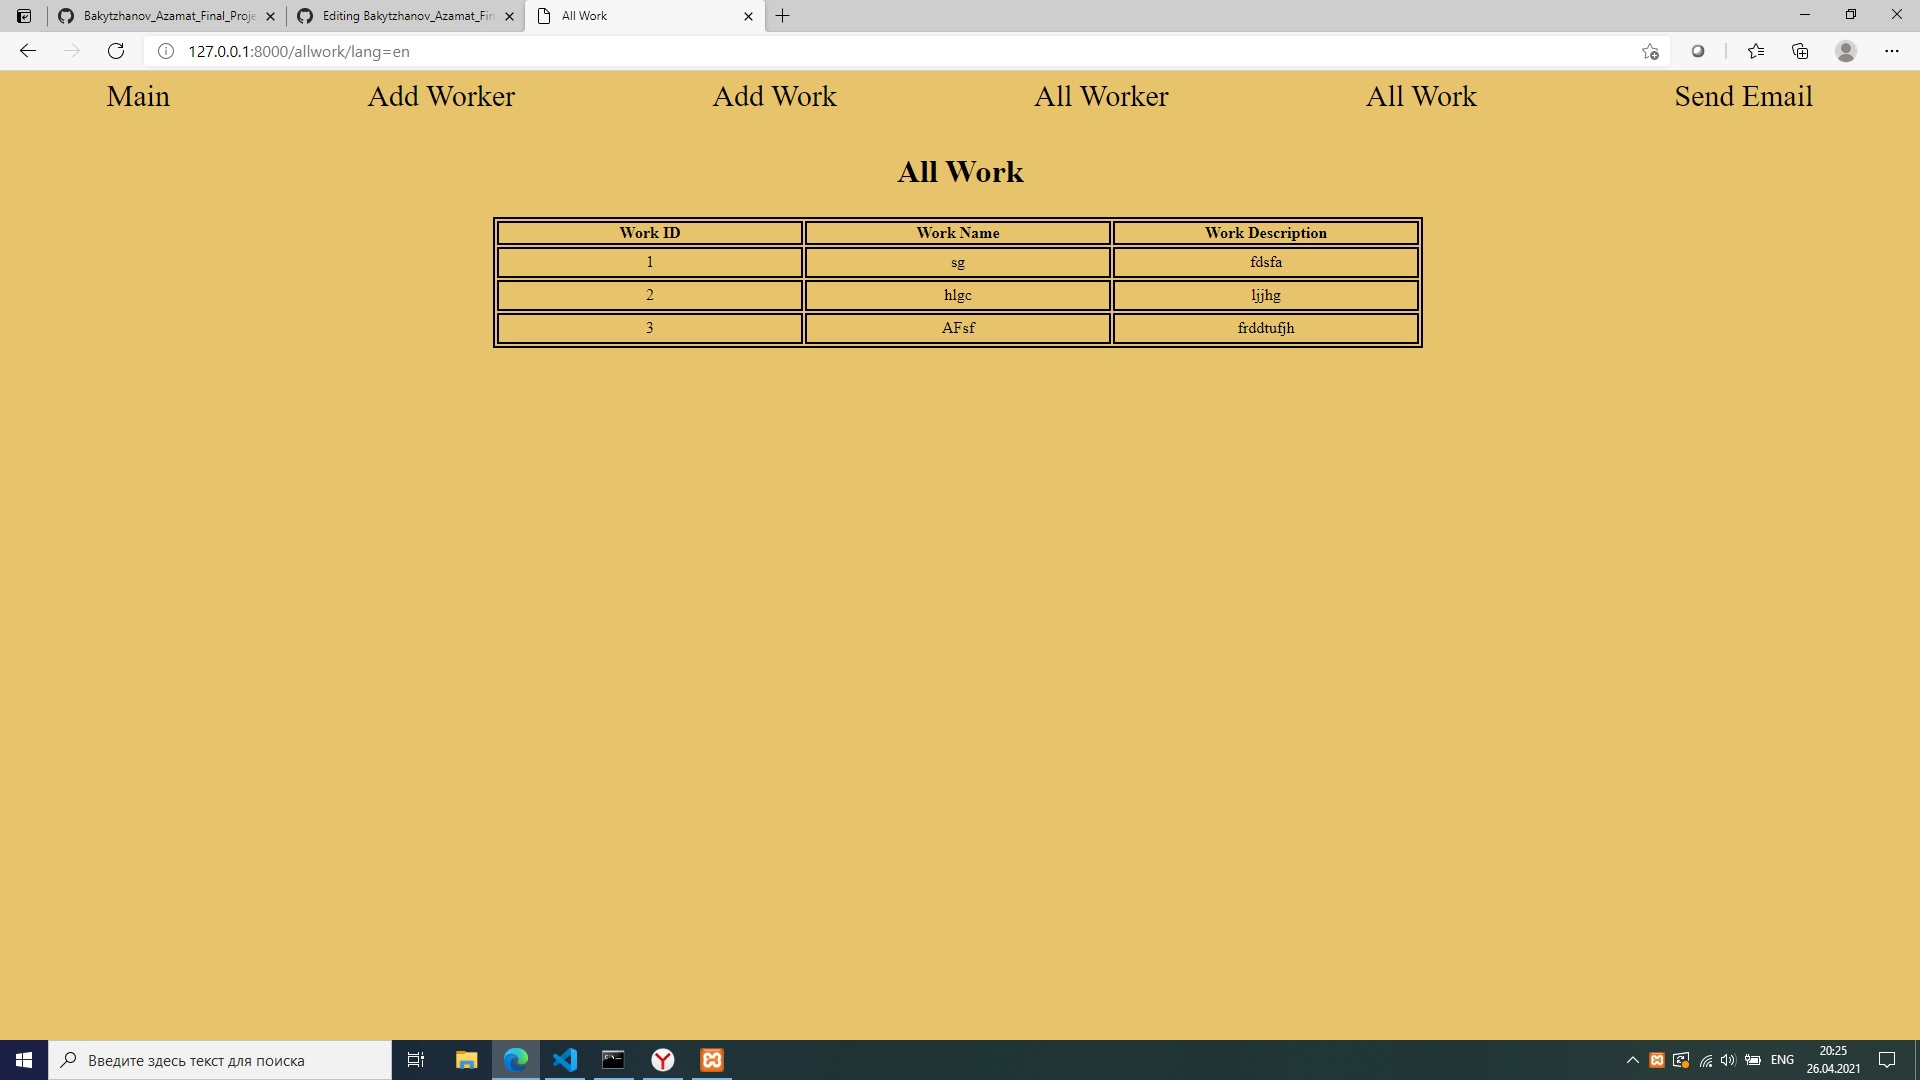 Bakytzhanov_Azamat_Final_Proje
Editing Bakytzhanov_Azamat_Fin
All Work
127.0.0.1:8000/allwork/lang=en
Main Add Worker Add Work All Worker All Work Send Email
All Work
Work ID Work Name Work Description
1 sg fdsfa
2 hlgc ljjhg
3 AFsf frddtufjh
Введите здесь текст для поиска
ENG
20:25
26.04.2021